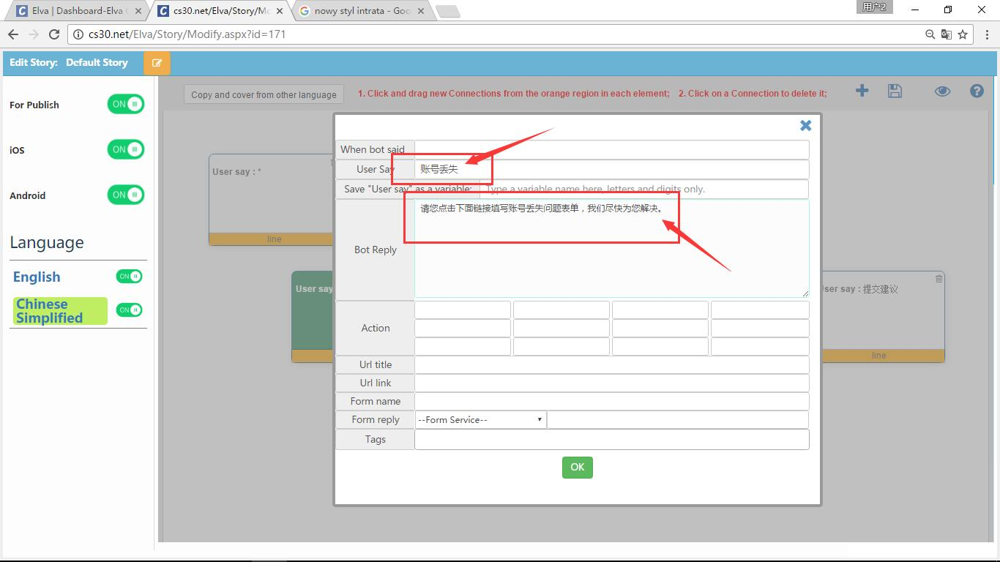 Elva | Dashboard-Elva
cs30.net/Elva/Story/Mo
nowy styl intrata - Goo
用户2
cs30.net/Elva/Story/Modify.aspx?id=171
Edit Story: Default Story
Copy and cover from other language
1. Click and drag new Connections from the orange region in each element; 2. Click on a Connection to delete it;
For Publish ON
iOS ON
Android ON
Language
English ON
Chinese Simplified ON
User say : *
line
User say
User say : 提交建议
line
When bot said
User Say 账号丢失
Save "User say" as a variable: Type a variable name here, letters and digits only.
Bot Reply 请您点击下面链接填写账号丢失问题表单，我们尽快为您解决。
Action
Url title
Url link
Form name
Form reply --Form Service--
Tags
OK